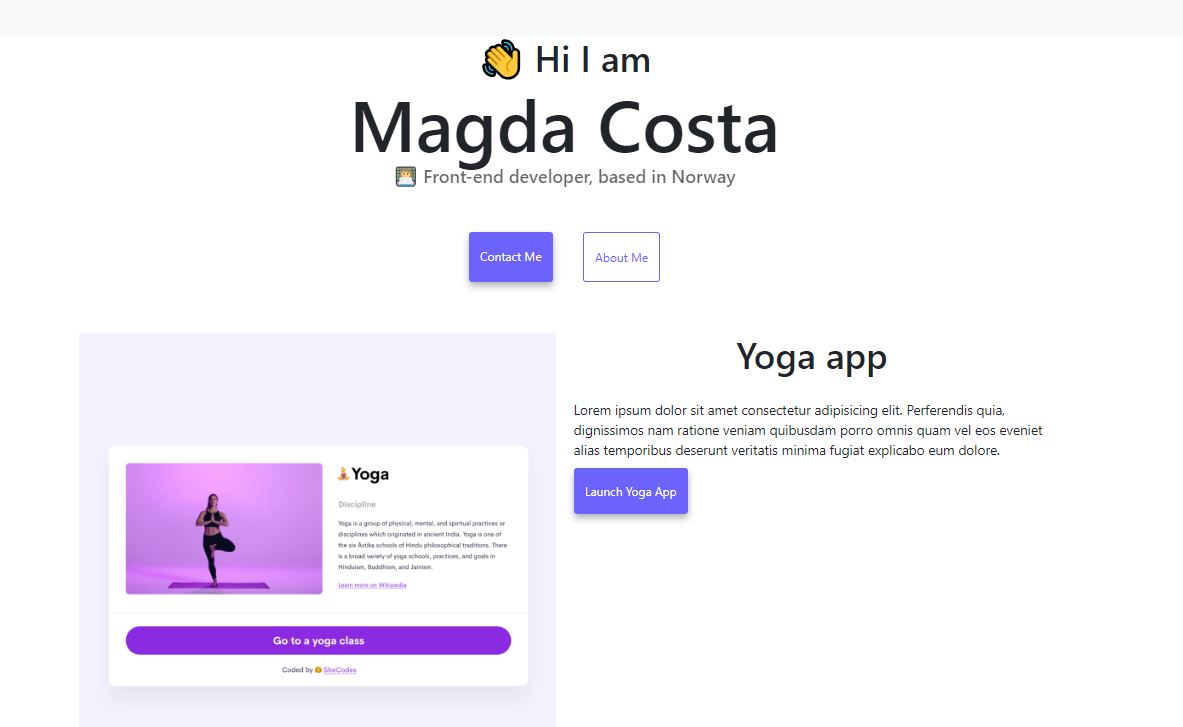 👋 Hi I am
Magda Costa
👩‍💻 Front-end developer, based in Norway
Contact Me
About Me
Yoga app
Lorem ipsum dolor sit amet consectetur adipisicing elit. Perferendis quia,
dignissimos nam ratione veniam quibusdam porro omnis quam vel eos eveniet
alias temporibus deserunt veritatis minima fugiat explicabo eum dolore.
Launch Yoga App
🧘Yoga
Discipline
Yoga is a group of physical, mental, and spiritual practices or
disciplines which originated in ancient India. Yoga is one of
the six Āstika schools of Hindu philosophical traditions. There
is a broad variety of yoga schools, practices, and goals in
Hinduism, Buddhism, and Jainism.
Learn more on Wikipedia
Go to a yoga class
Coded by SheCodes